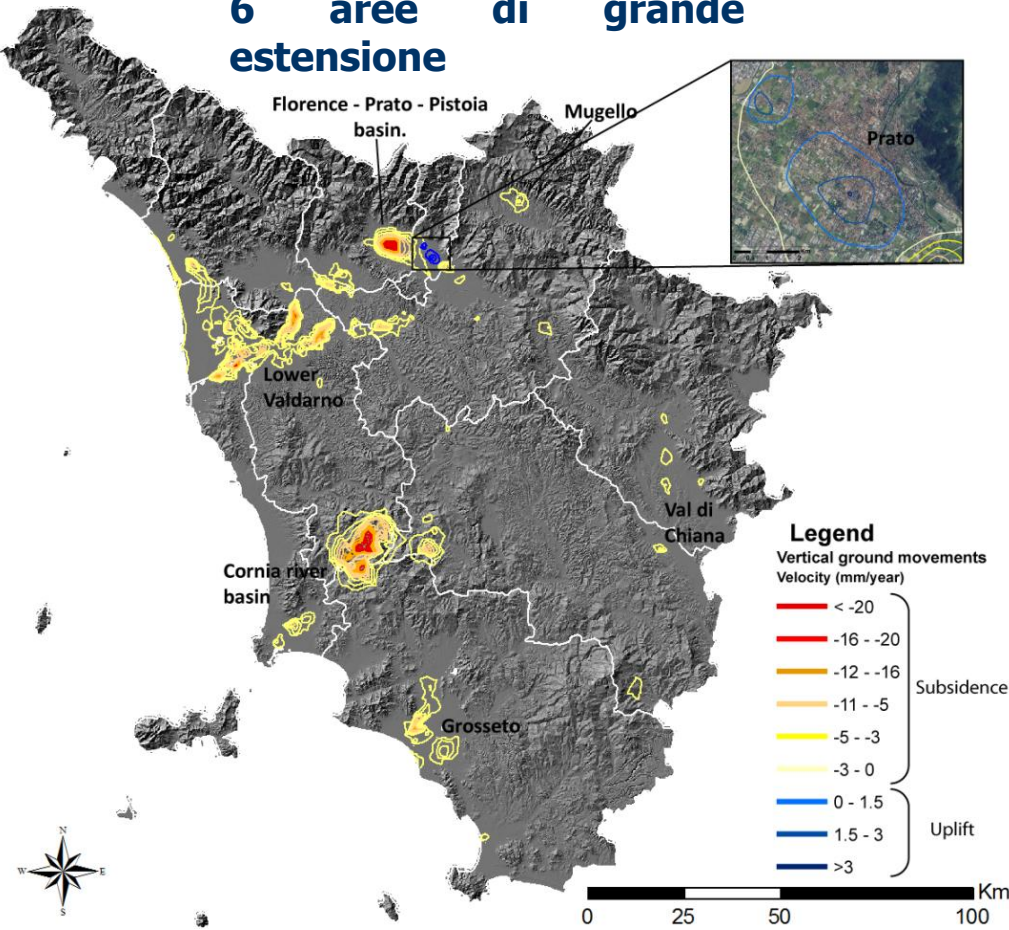 6 aree di grande
estensione
Florence - Prato - Pistoia
basin.
Mugello
Prato
Lower
Valdarno
Val di
Chiana
Cornia river
basin
Grosseto
Legend
Vertical ground movements
Velocity (mm/year)
< -20
-16 - -20
-12 - -16
-11 - -5
-5 - -3
-3 - 0
Subsidence
0 - 1.5
1.5 - 3
>3
Uplift
N
W E
S
Km
0 25 50 100